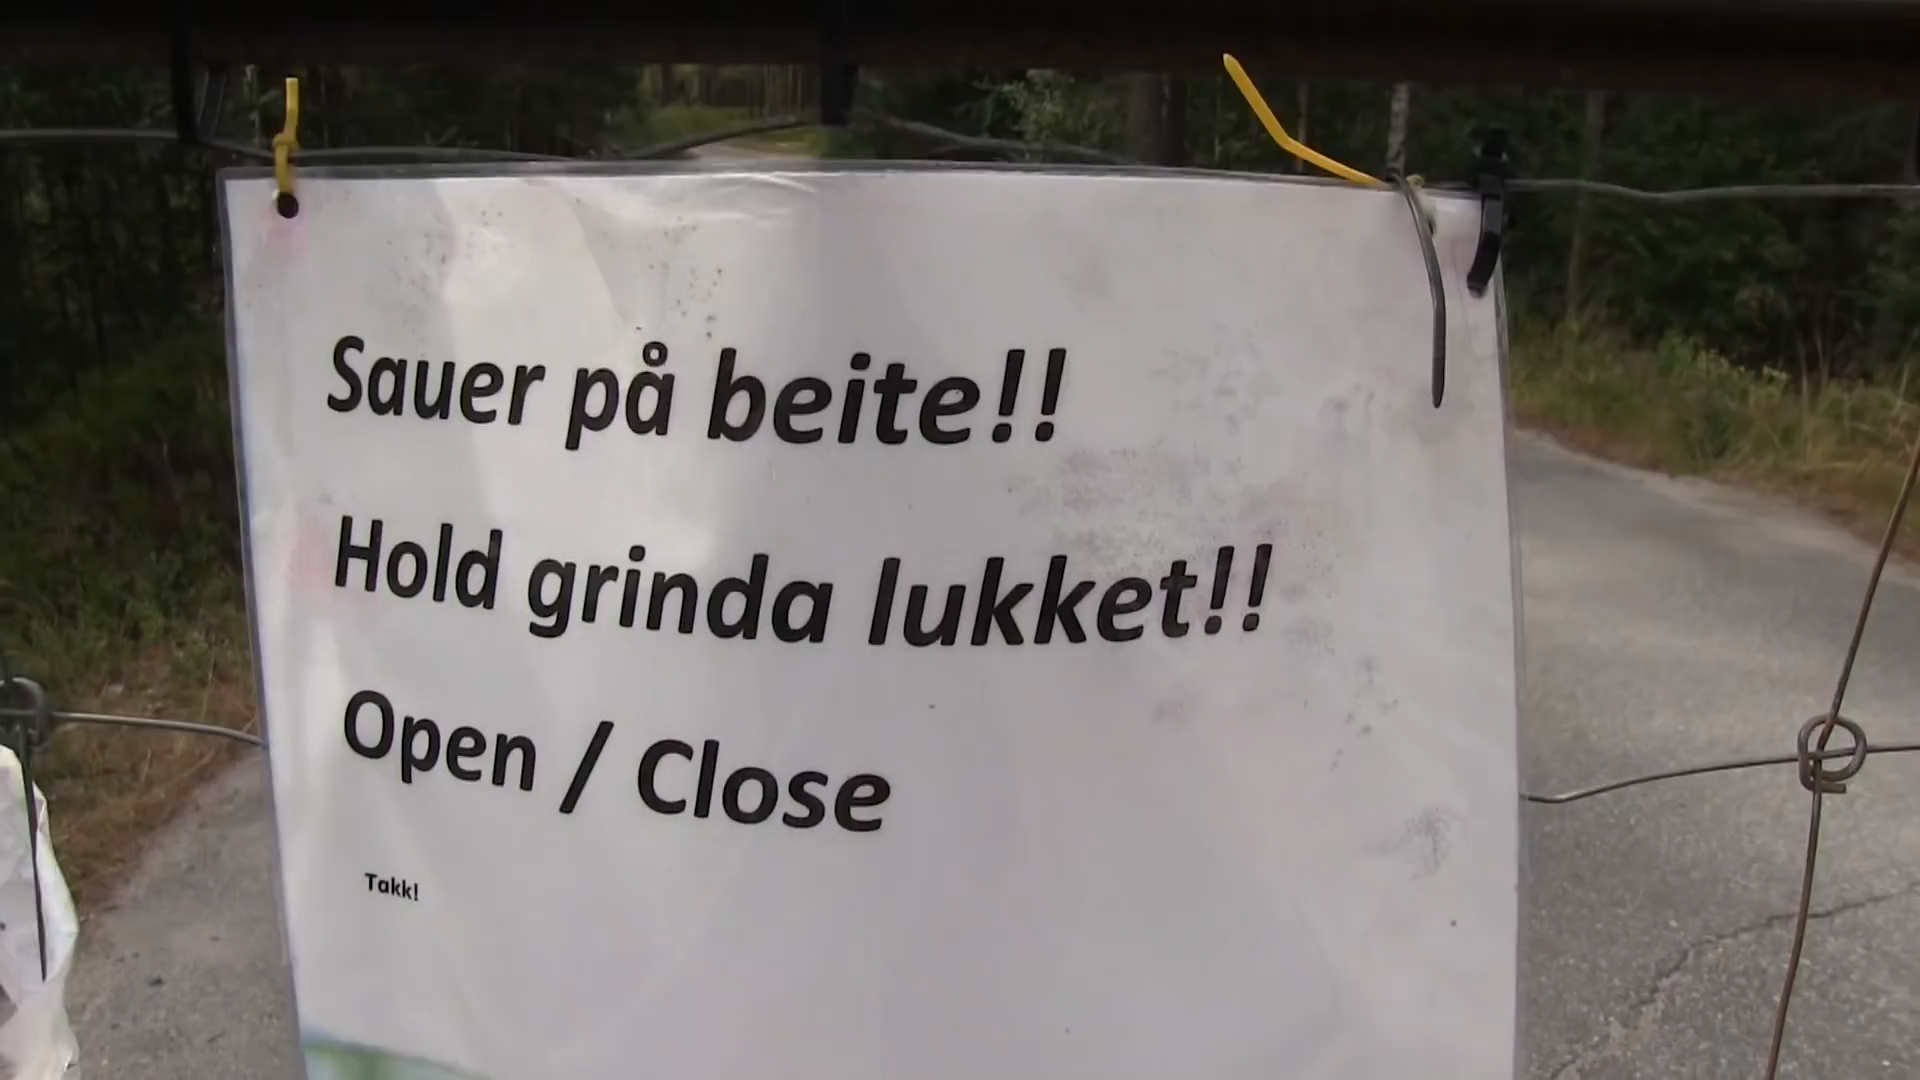 Sauer på beite!!
Hold grinda lukket!!
Open / Close
Takk!